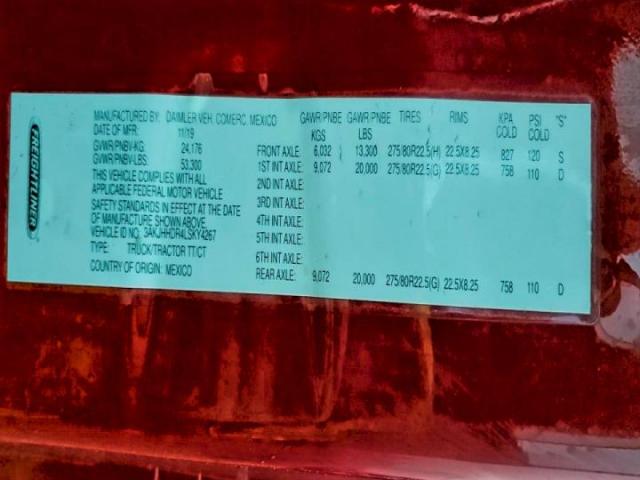 FREIGHTLINER
MANUFACTURED BY: DAIMLER VEH. COMERC. MEXICO
DATE OF MFR: 11/19
GVWR/PNBV-KG: 24,176
GVWR/PNBV-LBS: 53,300
THIS VEHICLE COMPLIES WITH ALL
APPLICABLE FEDERAL MOTOR VEHICLE
SAFETY STANDARDS IN EFFECT AT THE DATE
OF MANUFACTURE SHOWN ABOVE.
VEHICLE ID NO: 3AKJHHDR4LSKY4267
TYPE: TRUCK/TRACTOR TT/CT
COUNTRY OF ORIGIN: MEXICO
GAWR/PNBE GAWR/PNBE TIRES RIMS KPA PSI "S"
KGS LBS COLD COLD
FRONT AXLE: 6,032 13,300 275/80R22.5(H) 22.5X8.25 827 120 S
1ST INT AXLE: 9,072 20,000 275/80R22.5(G) 22.5X8.25 758 110 D
2ND INT AXLE:
3RD INT AXLE:
4TH INT AXLE:
5TH INT AXLE:
6TH INT AXLE:
REAR AXLE: 9,072 20,000 275/80R22.5(G) 22.5X8.25 758 110 D